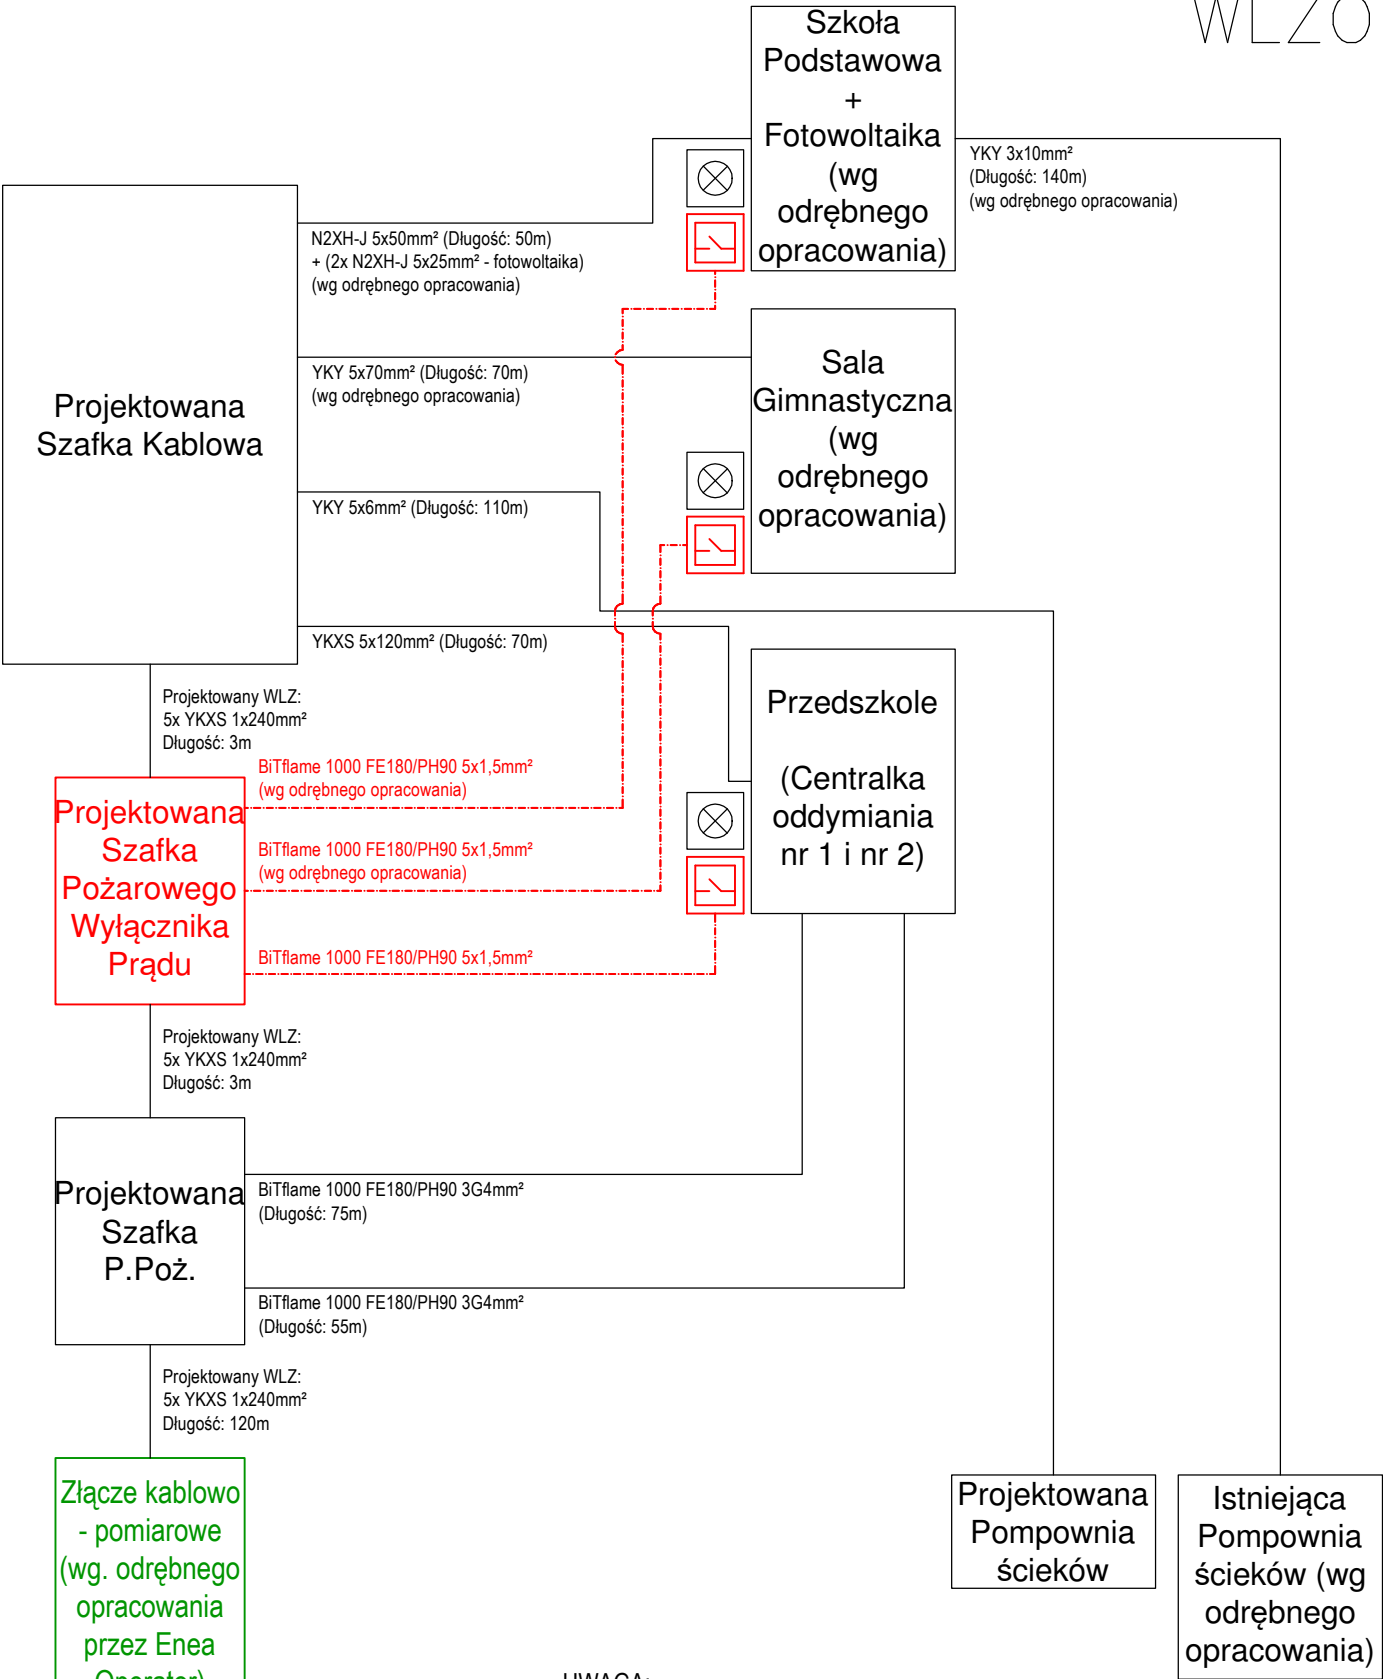 WLZ
Szkoła
Podstawowa
+
Fotowoltaika
(wg
odrębnego
opracowania)
YKY 3x10mm²
(Długość: 140m)
(wg odrębnego opracowania)
N2XH-J 5x50mm² (Długość: 50m)
+ (2x N2XH-J 5x25mm² - fotowoltaika)
(wg odrębnego opracowania)
YKY 5x70mm² (Długość: 70m)
(wg odrębnego opracowania)
Sala
Gimnastyczna
(wg
odrębnego
opracowania)
Projektowana
Szafka Kablowa
YKY 5x6mm² (Długość: 110m)
YKXS 5x120mm² (Długość: 70m)
Przedszkole
(Centralka
oddymiania
nr 1 i nr 2)
Projektowany WLZ:
5x YKXS 1x240mm²
Długość: 3m
BiTflame 1000 FE180/PH90 5x1,5mm²
(wg odrębnego opracowania)
BiTflame 1000 FE180/PH90 5x1,5mm²
(wg odrębnego opracowania)
BiTflame 1000 FE180/PH90 5x1,5mm²
Projektowana
Szafka
Pożarowego
Wyłącznika
Prądu
Projektowany WLZ:
5x YKXS 1x240mm²
Długość: 3m
Projektowana
Szafka
P.Poż.
BiTflame 1000 FE180/PH90 3G4mm²
(Długość: 75m)
BiTflame 1000 FE180/PH90 3G4mm²
(Długość: 55m)
Projektowany WLZ:
5x YKXS 1x240mm²
Długość: 120m
Złącze kablowo
- pomiarowe
(wg. odrębnego
opracowania
przez Enea
Operator)
Projektowana
Pompownia
ścieków
Istniejąca
Pompownia
ścieków (wg
odrębnego
opracowania)
UWAGA: